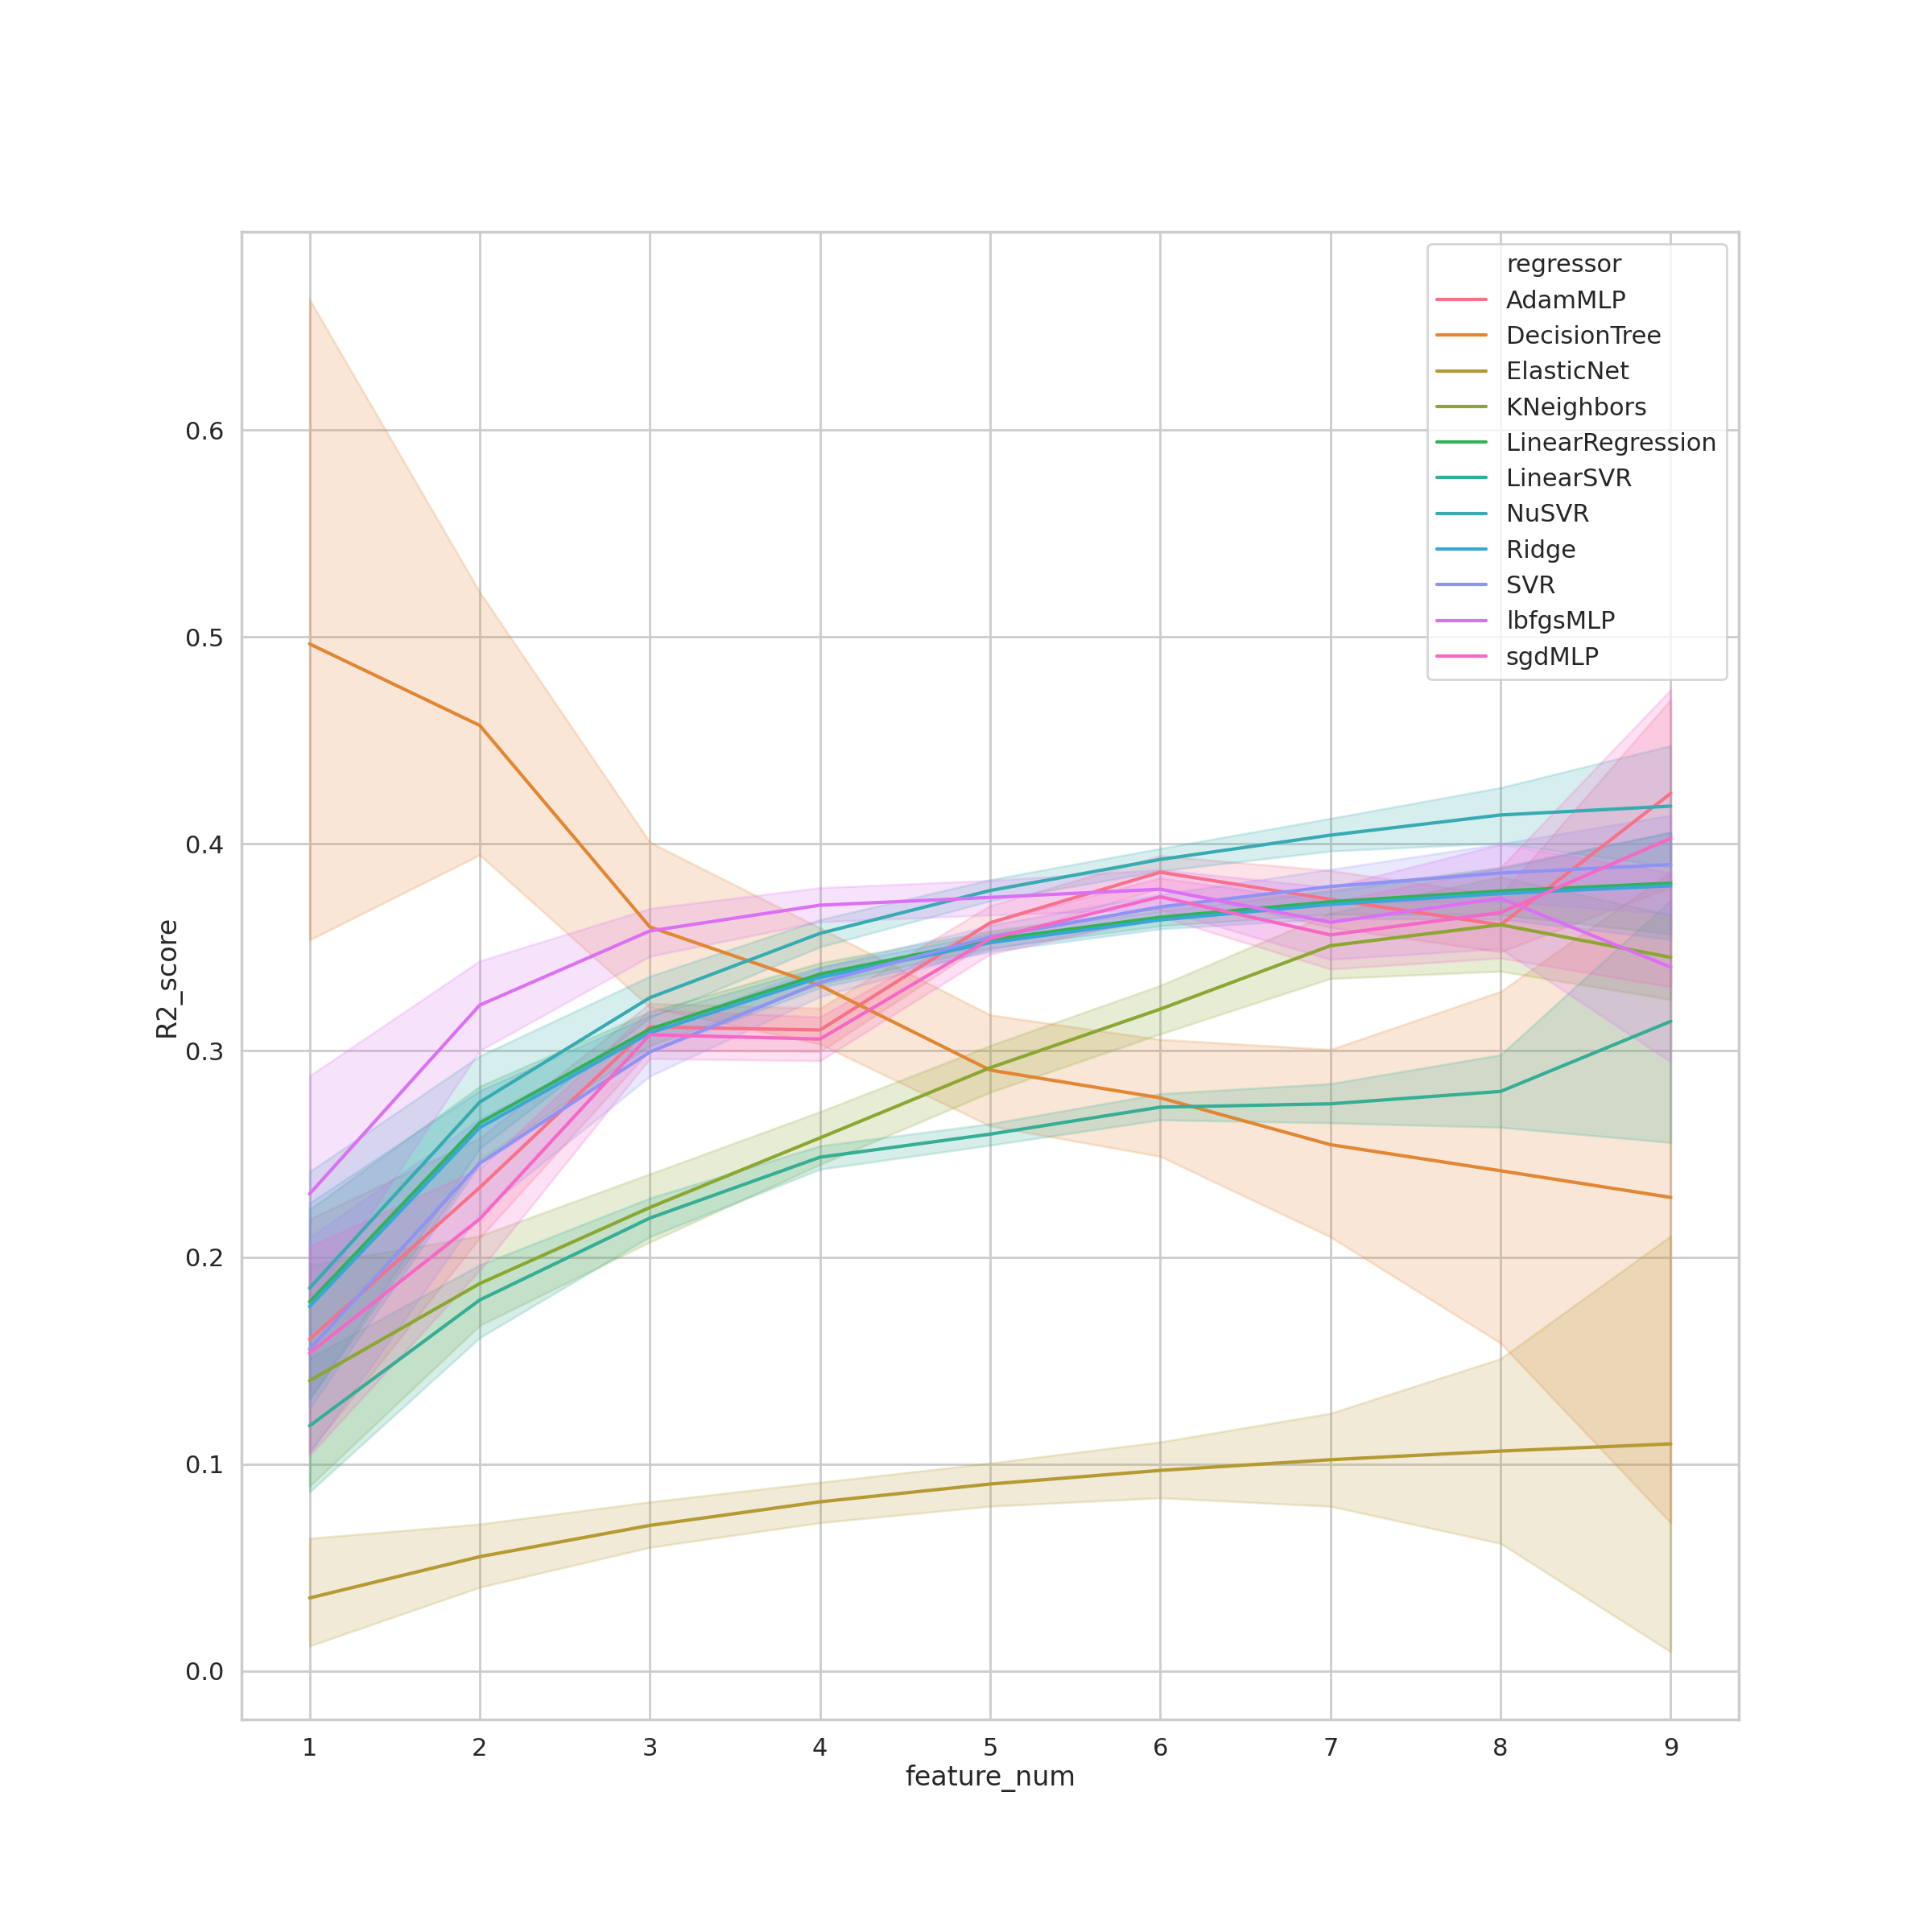 regressor
AdamMLP
DecisionTree
ElasticNet
KNeighbors
LinearRegression
LinearSVR
NuSVR
Ridge
SVR
lbfgsMLP
sgdMLP
0.6
0.5
0.4
0.3
0.2
0.1
0.0
R2_score
1 2 3 4 5 6 7 8 9
feature_num